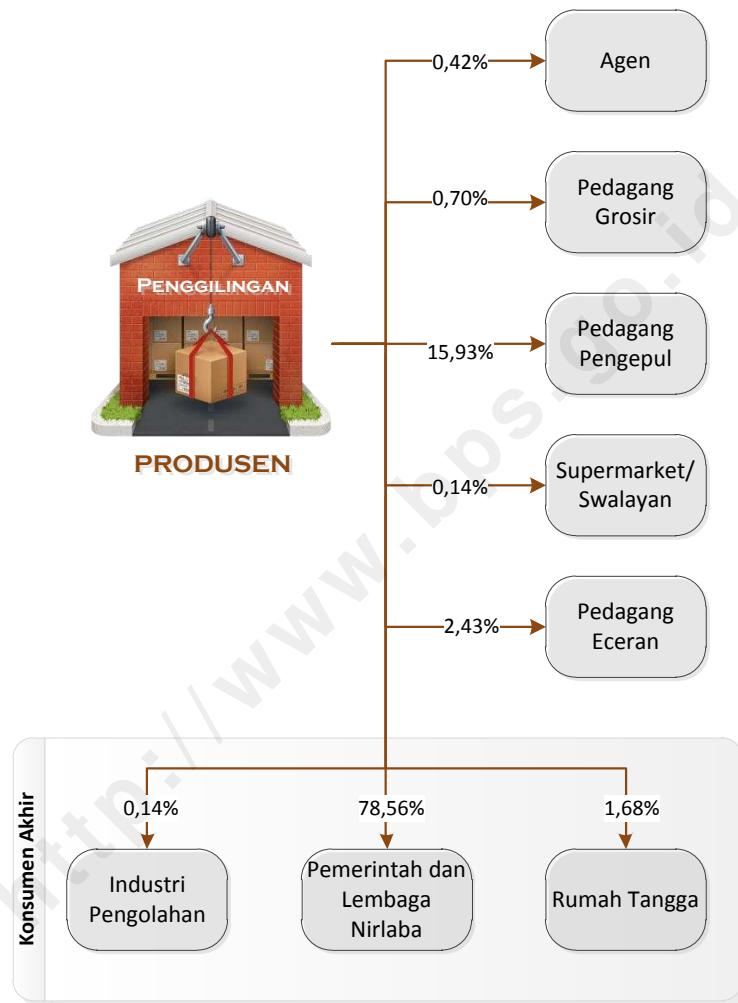 0,42%
Agen
0,70%
Pedagang
Grosir
PENGGILINGAN
15,93%
Pedagang
Pengepul
PRODUSEN
0,14%
Supermarket/
Swalayan
2,43%
Pedagang
Eceran
Konsumen Akhir
0,14%
78,56%
1,68%
Industri
Pengolahan
Pemerintah dan
Lembaga
Nirlaba
Rumah Tangga
http://www.bps.go.id